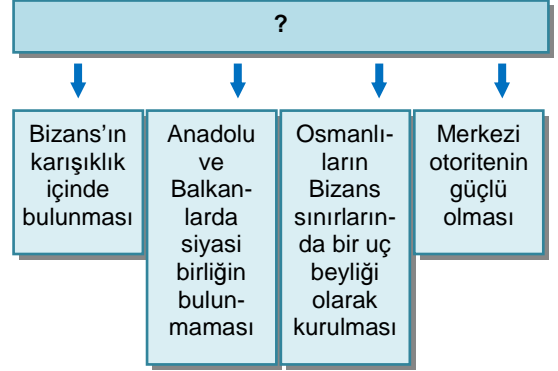 ?
Bizans’ın
karışıklık
içinde
bulunması
Anadolu
ve
Balkan-
larda
siyasi
birliğin
bulun-
maması
Osmanlı-
ların
Bizans
sınırların-
da bir uç
beyliği
olarak
kurulması
Merkezi
otoritenin
güçlü
olması